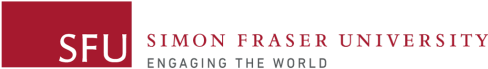 SFU
SIMON FRASER UNIVERSITY
ENGAGING THE WORLD